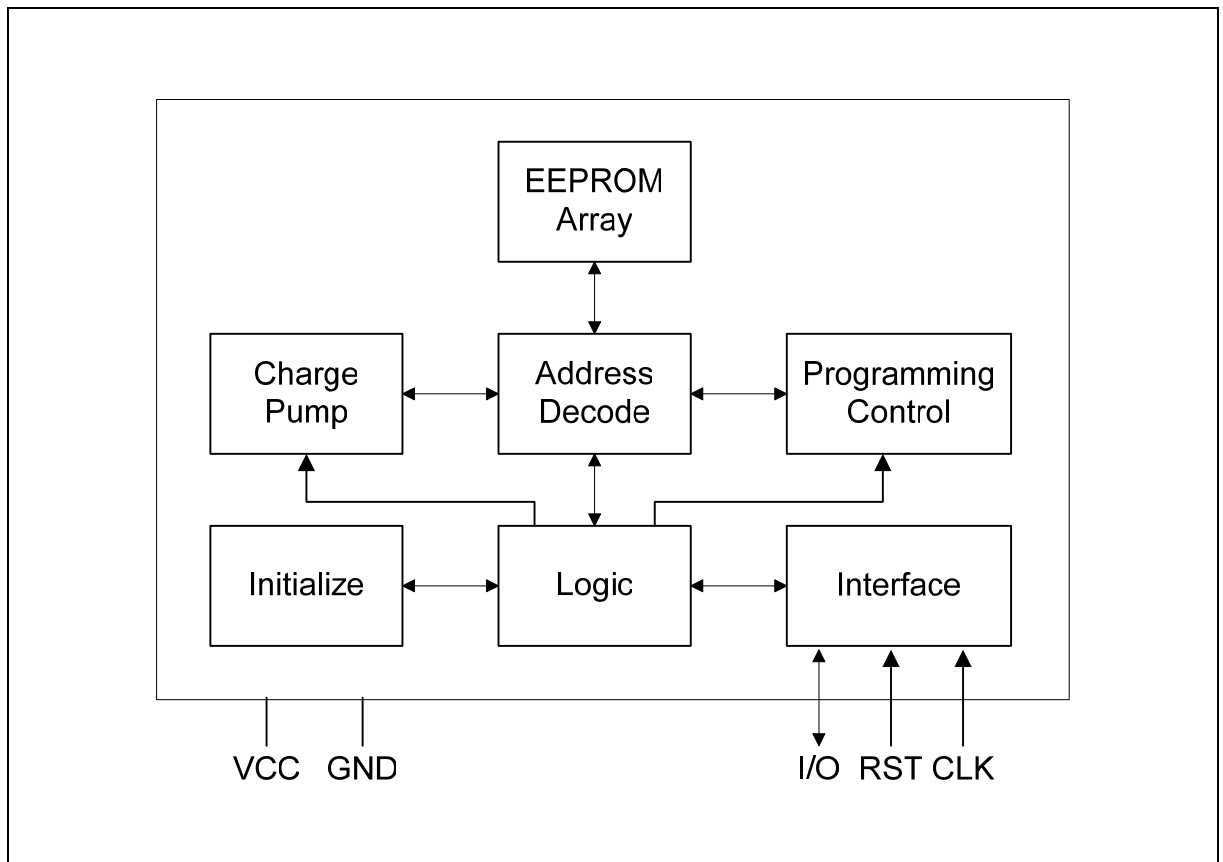 EEPROM
Array
Charge
Pump
Address
Decode
Programming
Control
Initialize
Logic
Interface
VCC GND I/O RST CLK